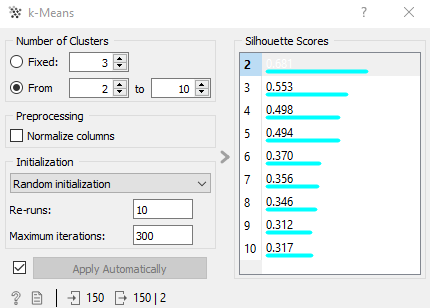 k-Means
? ×
Number of Clusters
Fixed: 3
From 2 to 10
Preprocessing
Normalize columns
Initialization
Random initialization
Re-runs: 10
Maximum iterations: 300
Apply Automatically
? 150 150 | 2
Silhouette Scores
2 0.681
3 0.553
4 0.498
5 0.494
6 0.370
7 0.356
8 0.346
9 0.312
10 0.317